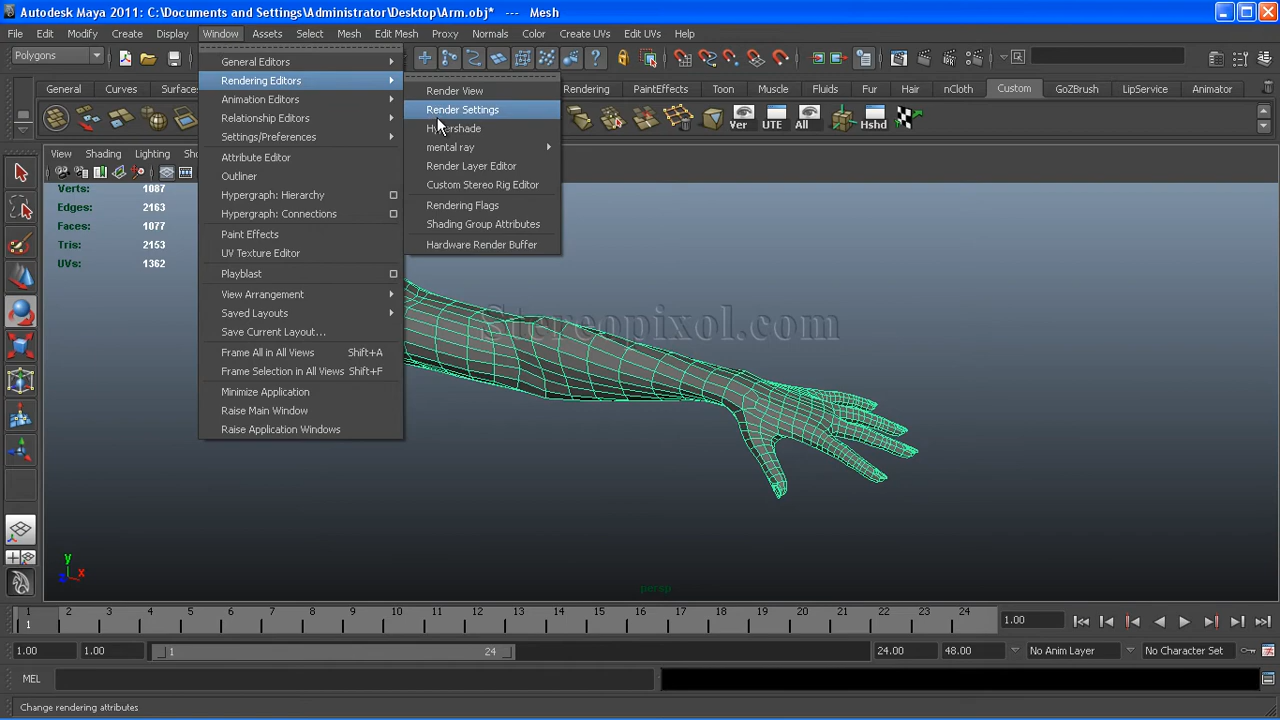 Autodesk Maya 2011: C:\Documents and Settings\Administrator\Desktop\Arm.obj* --- Mesh
File Edit Modify Create Display Window Assets Select Mesh Edit Mesh Proxy Normals Color Create UVs Edit UVs Help
Polygons
General Curves Surfaces Rendering PaintEffects Toon Muscle Fluids Fur Hair nCloth Custom GoZBrush LipService Animator
Ver UTE All Hshd
View Shading Lighting Sho
Verts: 1087
Edges: 2163
Faces: 1077
Tris: 2153
UVs: 1362
General Editors
Rendering Editors
Animation Editors
Relationship Editors
Settings/Preferences
Attribute Editor
Outliner
Hypergraph: Hierarchy
Hypergraph: Connections
Paint Effects
UV Texture Editor
Playblast
View Arrangement
Saved Layouts
Save Current Layout...
Frame All in All Views Shift+A
Frame Selection in All Views Shift+F
Minimize Application
Raise Main Window
Raise Application Windows
Render View
Render Settings
Hypershade
mental ray
Render Layer Editor
Custom Stereo Rig Editor
Rendering Flags
Shading Group Attributes
Hardware Render Buffer
Stereopixol.com
y
z x
persp
1 2 3 4 5 6 7 8 9 10 11 12 13 14 15 16 17 18 19 20 21 22 23 24
1
1.00
1.00 1.00 1 24 24.00 48.00 No Anim Layer No Character Set
MEL
Change rendering attributes